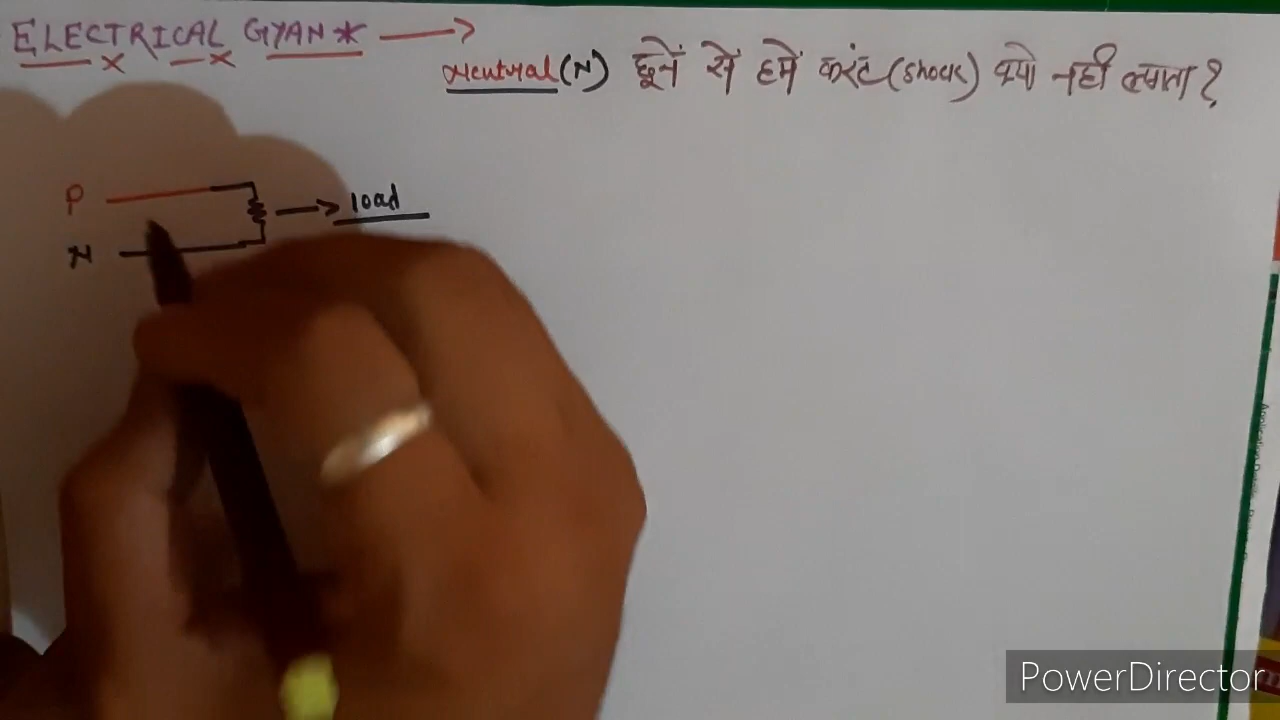 ELECTRICAL GYAN*
Neutral (N) छूनें सें हमें करंट (shock) क्यो नही लगता?
P
load
N
PowerDirector